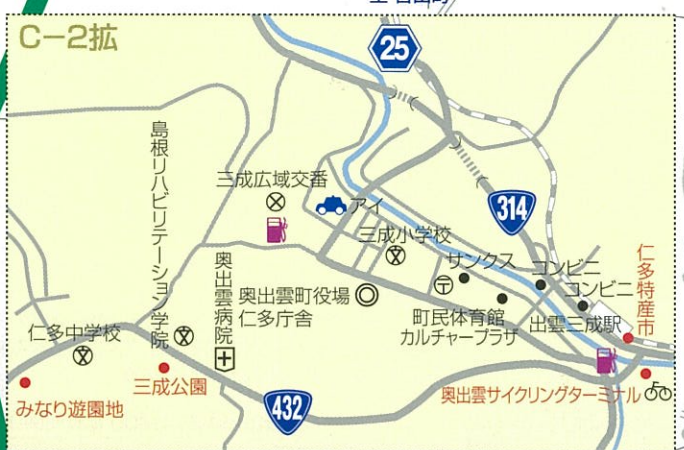 C-2拡
25
島根リハビリテーション学院
三成広域交番
アイ
314
三成小学校
サンクス
コンビニ
コンビニ
仁多特産市
奥出雲病院
奥出雲町役場
仁多庁舎
町民体育館
カルチャープラザ
出雲三成駅
仁多中学校
三成公園
みなり遊園地
432
奥出雲サイクリングターミナル